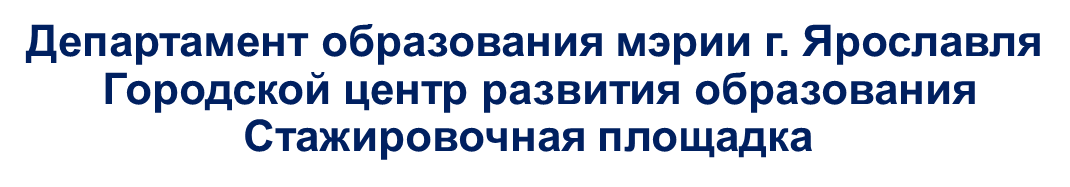 Департамент образования мэрии г. Ярославля
Городской центр развития образования
Стажировочная площадка